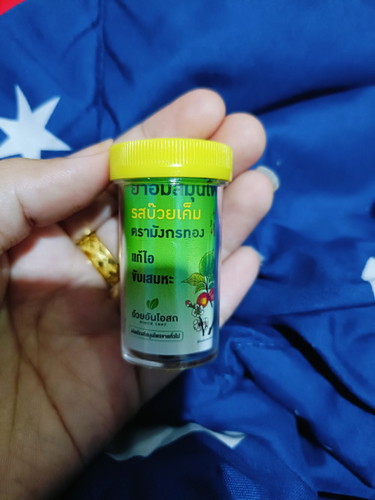 ยาอมสมุนไพ
รสบ๊วยเค็ม
ตรามังกรทอง
แก้ไอ
ขับเสมหะ
อ้วยอันโอสถ
SINCE 1947